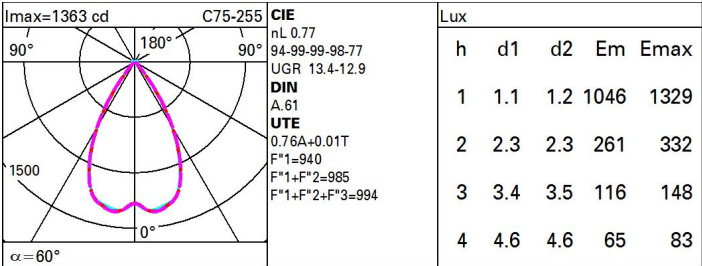 Imax=1363 cd C75-255
90° 180° 90°
1500
0°
α=60°
CIE
nL 0.77
94-99-99-98-77
UGR 13.4-12.9
DIN
A.61
UTE
0.76A+0.01T
F"1=940
F"1+F"2=985
F"1+F"2+F"3=994
Lux
h d1 d2 Em Emax
1 1.1 1.2 1046 1329
2 2.3 2.3 261 332
3 3.4 3.5 116 148
4 4.6 4.6 65 83